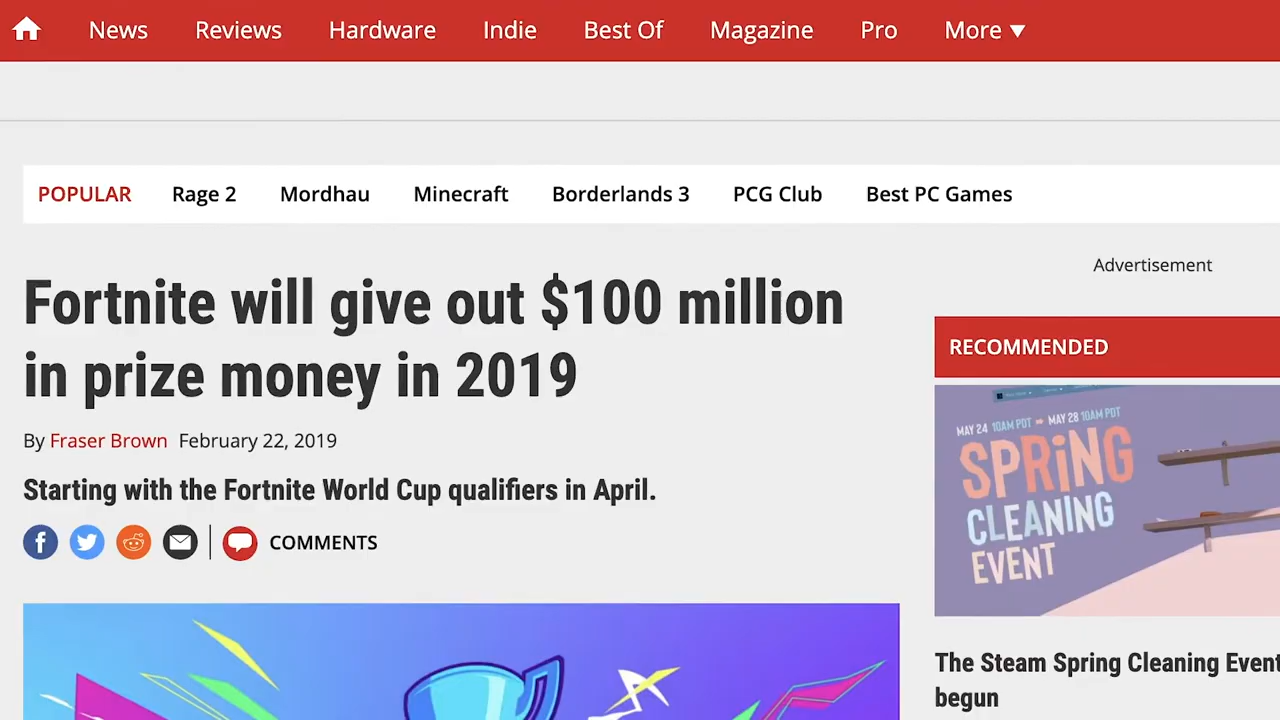 News Reviews Hardware Indie Best Of Magazine Pro More
POPULAR Rage 2 Mordhau Minecraft Borderlands 3 PCG Club Best PC Games
Fortnite will give out $100 million
in prize money in 2019
By Fraser Brown February 22, 2019
Starting with the Fortnite World Cup qualifiers in April.
COMMENTS
Advertisement
RECOMMENDED
MAY 24 10AM PDT MAY 28 10AM PDT
SPRING
CLEANING
EVENT
The Steam Spring Cleaning Event
begun